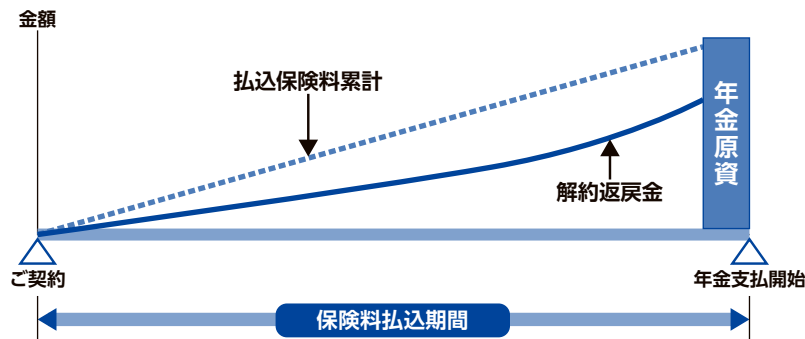 金額
払込保険料累計
年金原資
解約返戻金
ご契約
年金支払開始
保険料払込期間